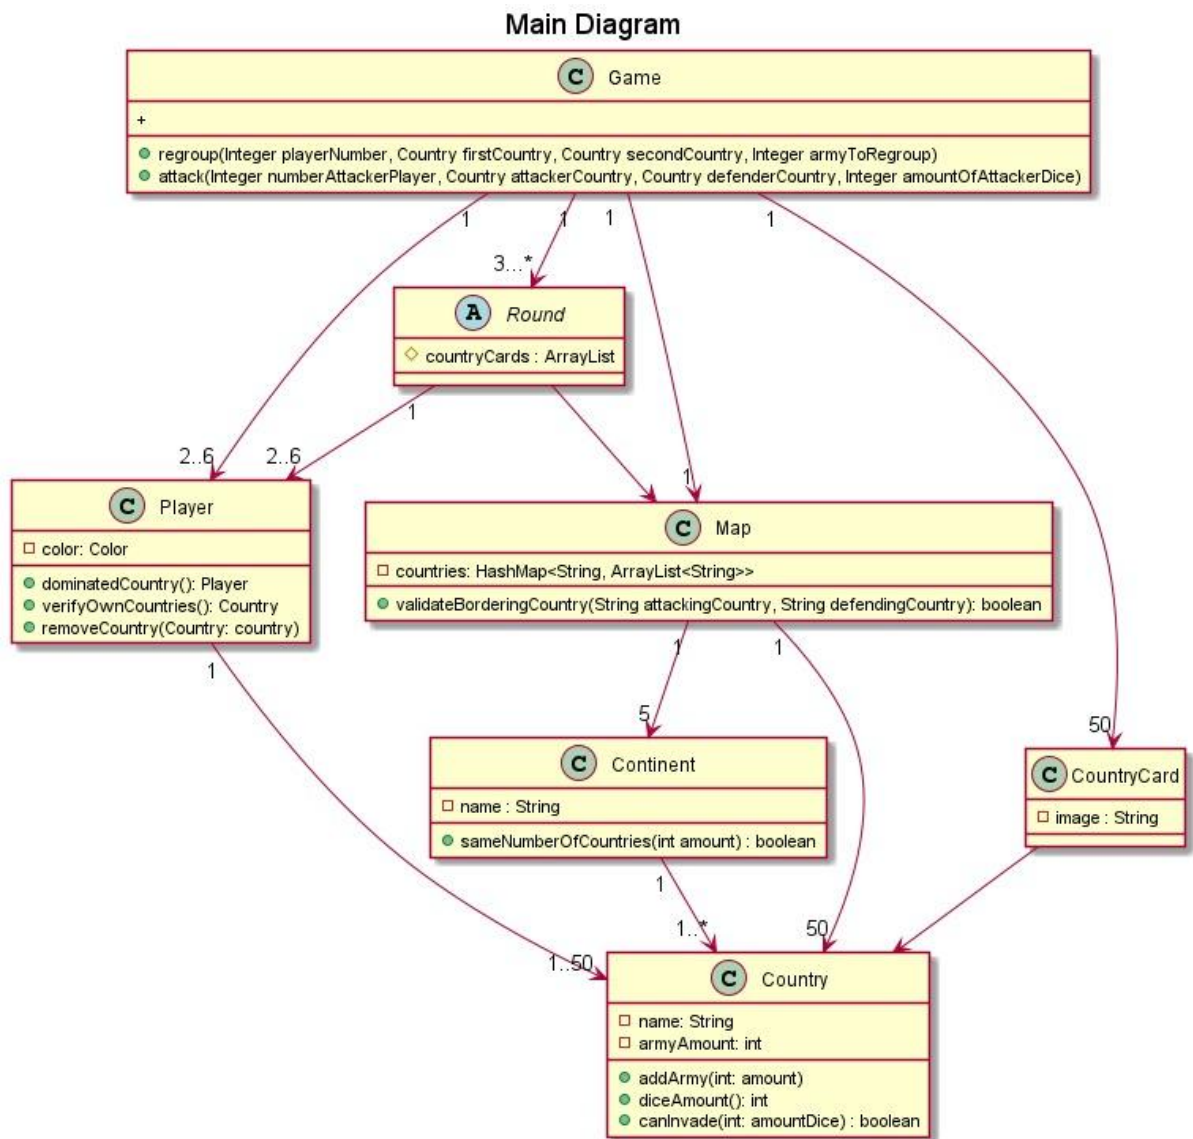 Main Diagram
C Game
+
regroup(Integer playerNumber, Country firstCountry, Country secondCountry, Integer armyToRegroup)
attack(Integer numberAttackerPlayer, Country attackerCountry, Country defenderCountry, Integer amountOfAttackerDice)
1
1
1
1
3...*
A Round
countryCards : ArrayList
1
2..6
2..6
1
C Player
color: Color
dominatedCountry(): Player
verifyOwnCountries(): Country
removeCountry(Country: country)
C Map
countries: HashMap<String, ArrayList<String>>
validateBorderingCountry(String attackingCountry, String defendingCountry): boolean
1
1
1
5
50
C Continent
name : String
sameNumberOfCountries(int amount) : boolean
C CountryCard
image : String
1
1..*
50
1..50
C Country
name: String
armyAmount: int
addArmy(int: amount)
diceAmount(): int
canInvade(int: amountDice) : boolean